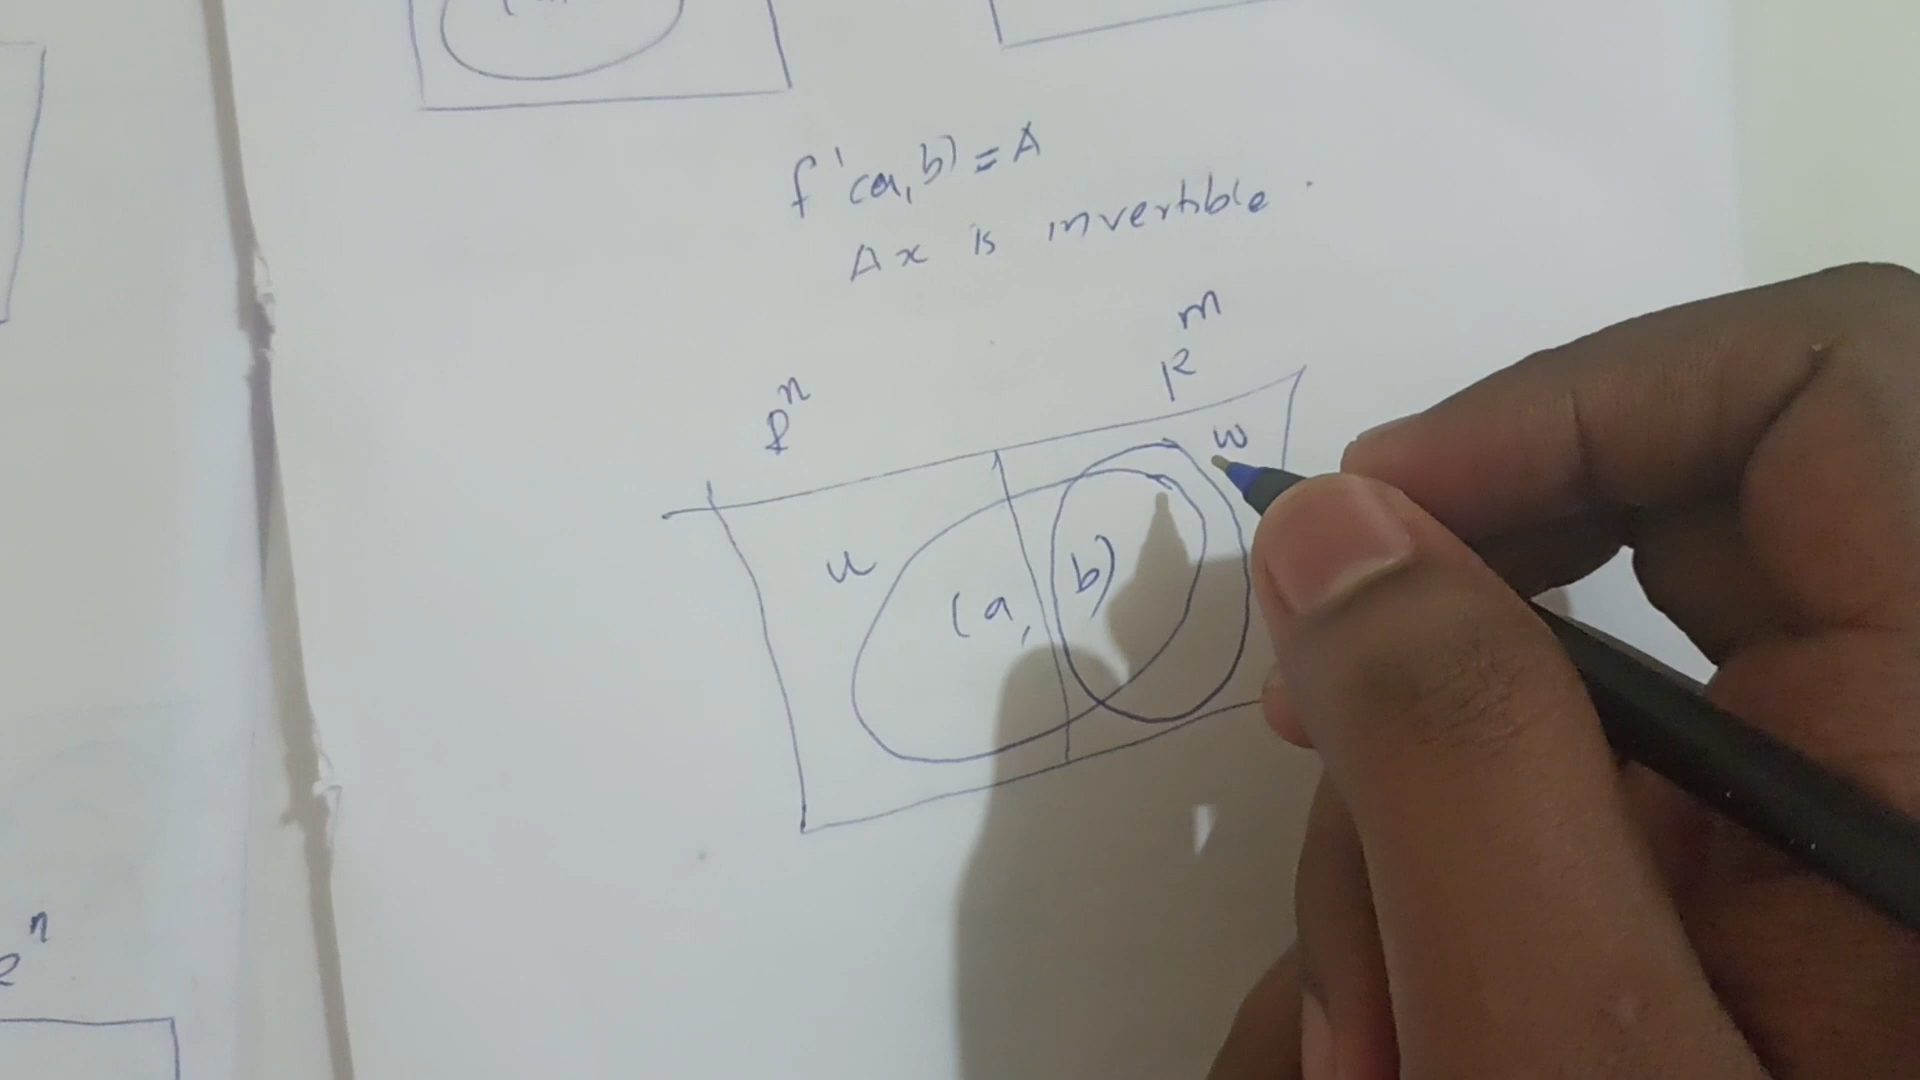 f'(a, b) = A
Ax is invertible.
R^n
R^m
w
u
(a, b)
n